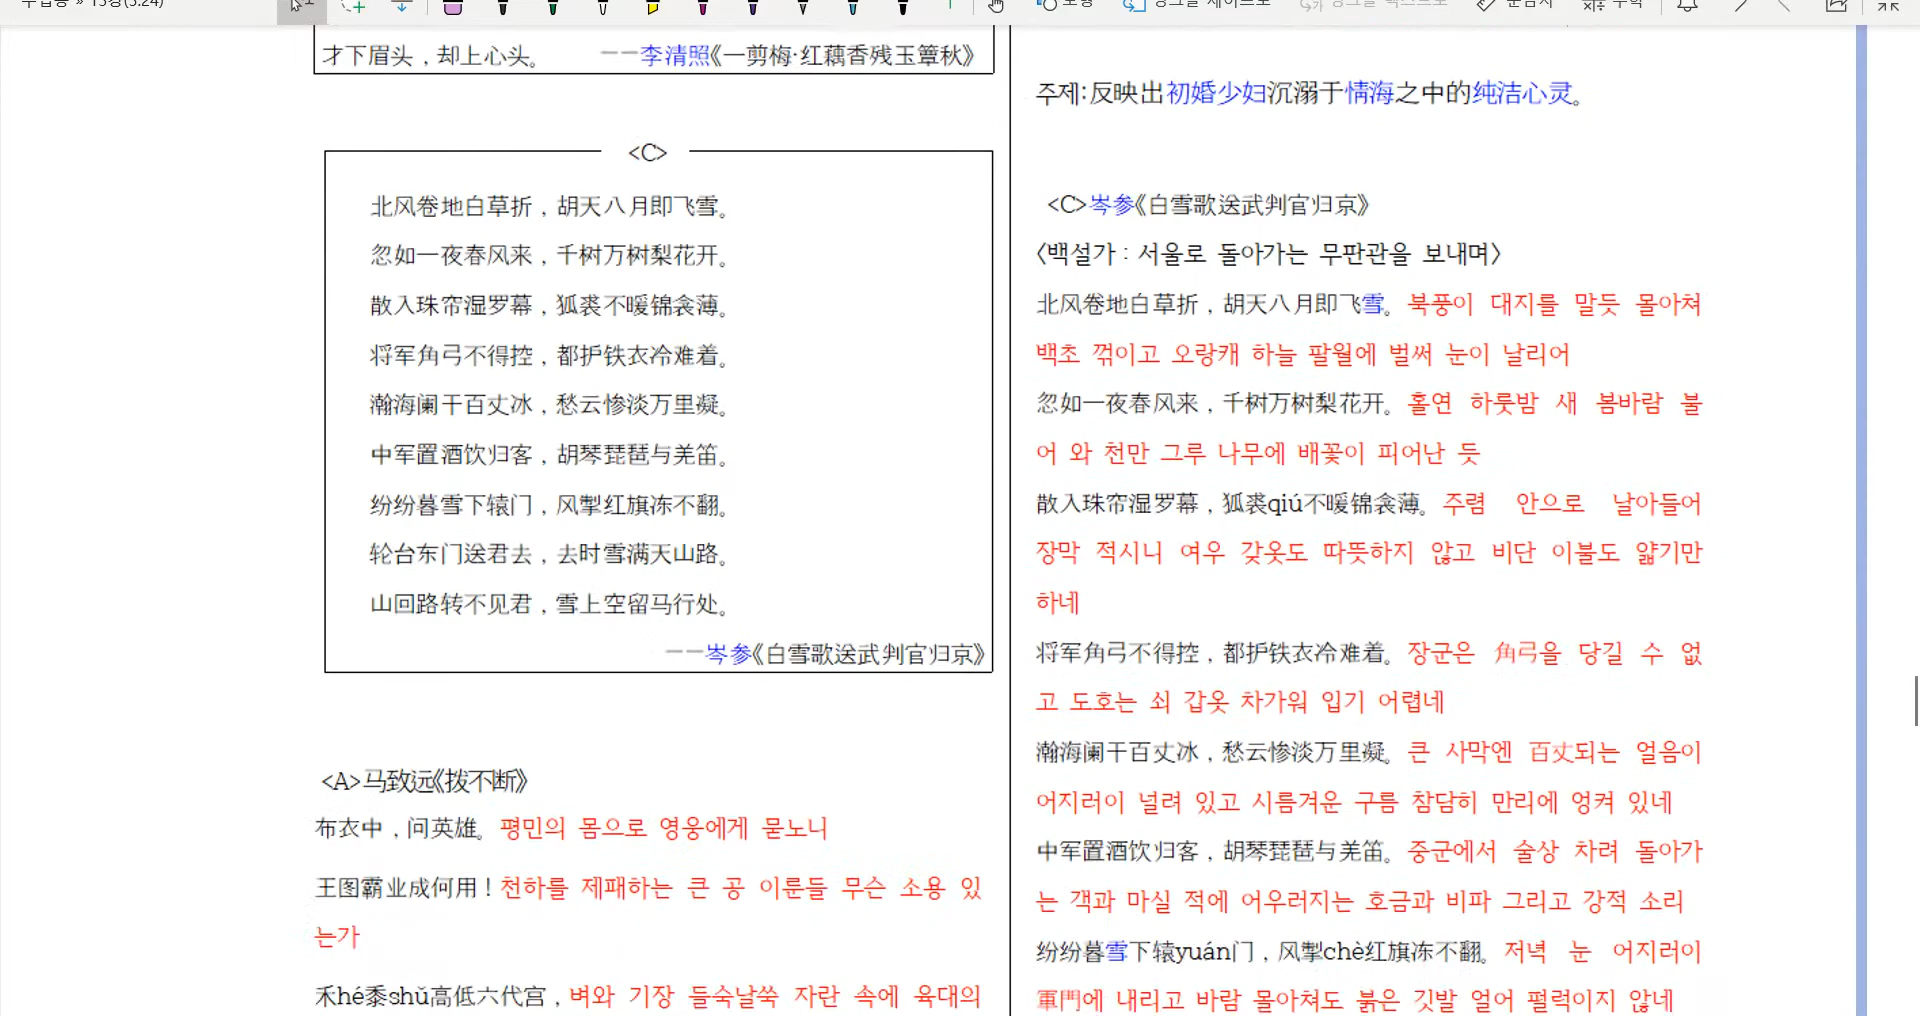 수업용 » 13강(5.24)
才下眉头，却上心头。 ——李清照《一剪梅·红藕香残玉簟秋》
<C>
北风卷地白草折，胡天八月即飞雪。
忽如一夜春风来，千树万树梨花开。
散入珠帘湿罗幕，狐裘不暖锦衾薄。
将军角弓不得控，都护铁衣冷难着。
瀚海阑干百丈冰，愁云惨淡万里凝。
中军置酒饮归客，胡琴琵琶与羌笛。
纷纷暮雪下辕门，风掣红旗冻不翻。
轮台东门送君去，去时雪满天山路。
山回路转不见君，雪上空留马行处。
——岑参《白雪歌送武判官归京》
<A>马致远《拨不断》
布衣中，问英雄。평민의 몸으로 영웅에게 묻노니
王图霸业成何用！천하를 제패하는 큰 공 이룬들 무슨 소용 있
는가
禾hé黍shǔ高低六代宫，벼와 기장 들숙날쑥 자란 속에 육대의
주제:反映出初婚少妇沉溺于情海之中的纯洁心灵。
<C>岑参《白雪歌送武判官归京》
〈백설가 : 서울로 돌아가는 무판관을 보내며〉
北风卷地白草折，胡天八月即飞雪。북풍이 대지를 말듯 몰아쳐
백초 꺾이고 오랑캐 하늘 팔월에 벌써 눈이 날리어
忽如一夜春风来，千树万树梨花开。홀연 하룻밤 새 봄바람 불
어 와 천만 그루 나무에 배꽃이 피어난 듯
散入珠帘湿罗幕，狐裘qiú不暖锦衾薄。주렴 안으로 날아들어
장막 적시니 여우 갖옷도 따뜻하지 않고 비단 이불도 얇기만
하네
将军角弓不得控，都护铁衣冷难着。장군은 角弓을 당길 수 없
고 도호는 쇠 갑옷 차가워 입기 어렵네
瀚海阑干百丈冰，愁云惨淡万里凝。큰 사막엔 百丈되는 얼음이
어지러이 널려 있고 시름겨운 구름 참담히 만리에 엉켜 있네
中军置酒饮归客，胡琴琵琶与羌笛。중군에서 술상 차려 돌아가
는 객과 마실 적에 어우러지는 호금과 비파 그리고 강적 소리
纷纷暮雪下辕yuán门，风掣chè红旗冻不翻。저녁 눈 어지러이
軍門에 내리고 바람 몰아쳐도 붉은 깃발 얼어 펄럭이지 않네